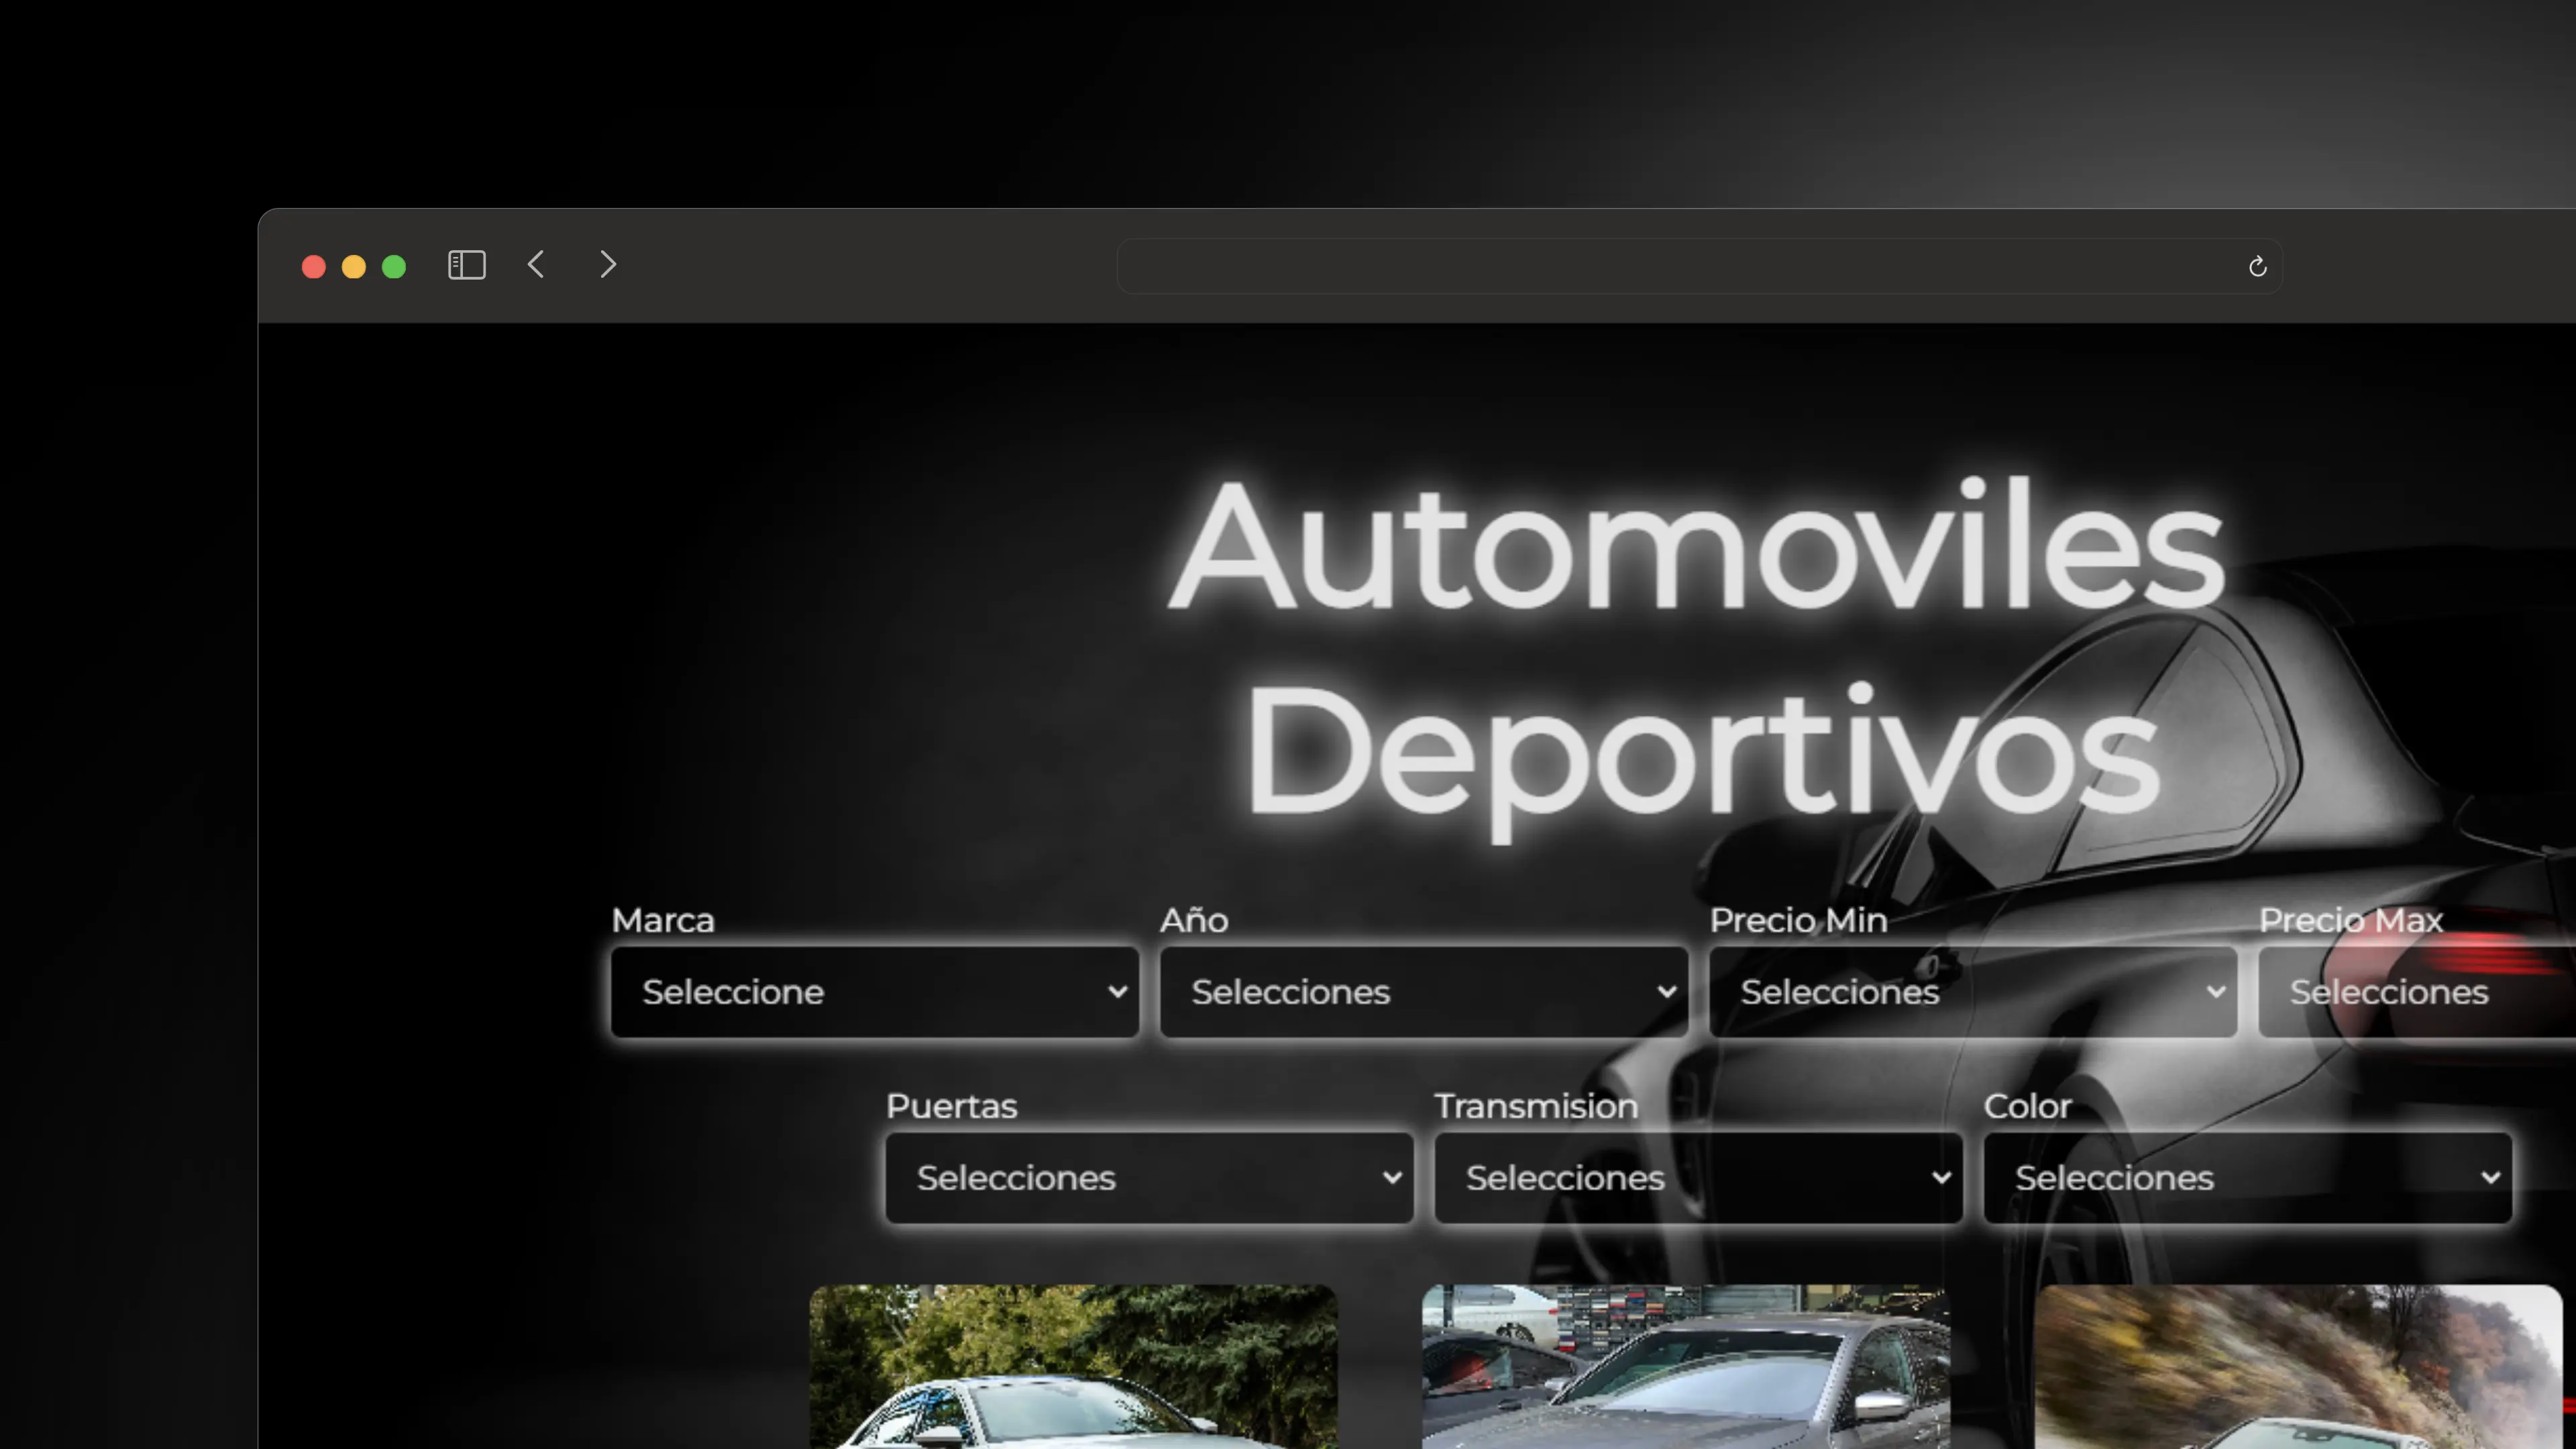 Automoviles
Deportivos
Marca Año Precio Min Precio Max
Seleccione Selecciones Selecciones Selecciones
Puertas Transmision Color
Selecciones Selecciones Selecciones